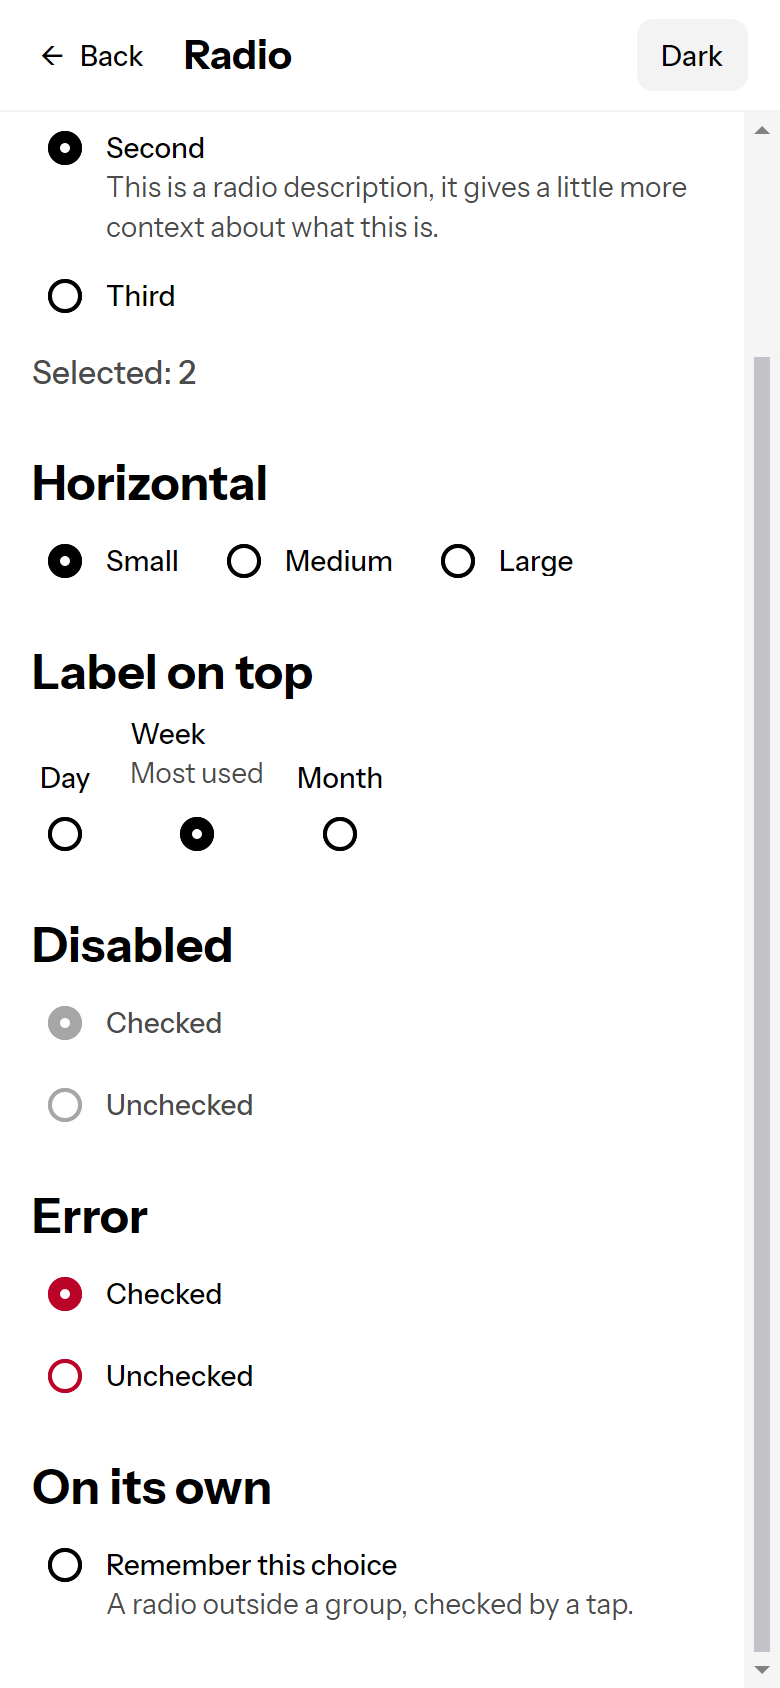 Back
Radio
Dark
Second
This is a radio description, it gives a little more
context about what this is.
Third
Selected: 2
Horizontal
Small
Medium
Large
Label on top
Day
Week
Most used
Month
Disabled
Checked
Unchecked
Error
Checked
Unchecked
On its own
Remember this choice
A radio outside a group, checked by a tap.